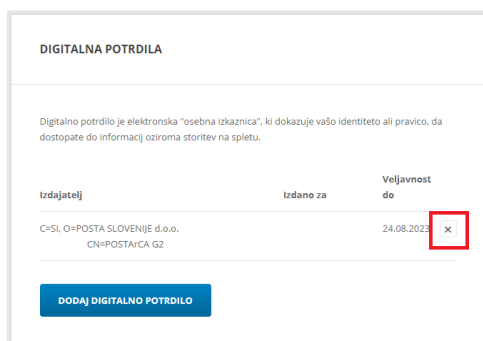 DIGITALNA POTRDILA
Digitalno potrdilo je elektronska "osebna izkaznica", ki dokazuje vašo identiteto ali pravico, da
dostopate do informacij oziroma storitev na spletu.
Izdajatelj Izdano za Veljavnost do
C=SI, O=POSTA SLOVENIJE d.o.o. 24.08.2023 ×
CN=POSTArCA G2
DODAJ DIGITALNO POTRDILO